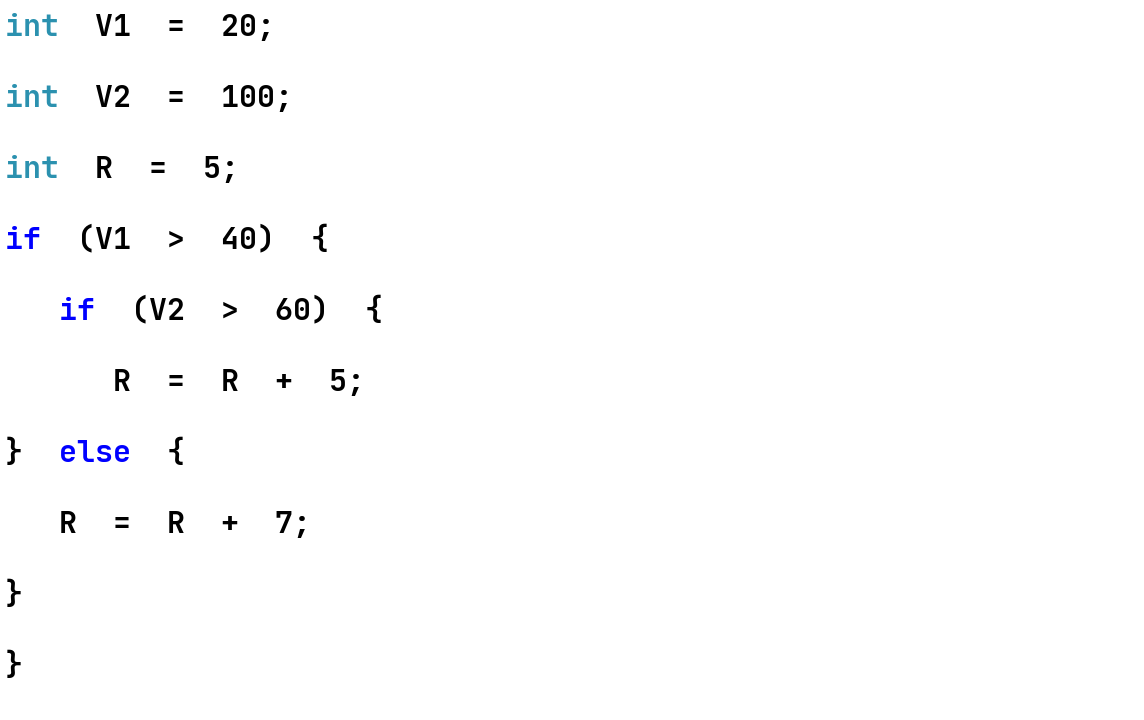 int V1 = 20;
int V2 = 100;
int R = 5;
if (V1 > 40) {
   if (V2 > 60) {
      R = R + 5;
} else {
   R = R + 7;
}
}